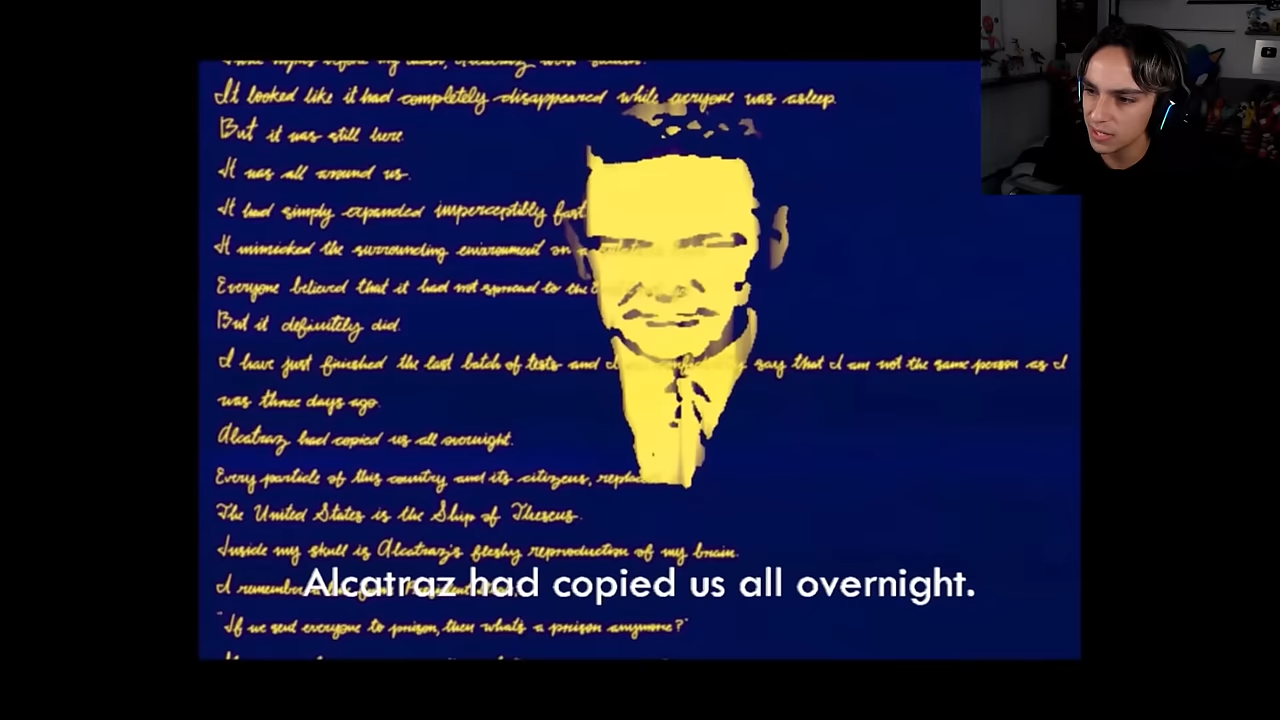 It looked like it had completely disappeared while everyone was asleep.
But it was still here.
It was all around us.
It had simply expanded imperceptibly fast
It mimicked the surrounding environment on
Everyone believed that it had not spread to the
But it definitely did.
I have just finished the last batch of tests and I say that I am not the same person as I
was three days ago.
Alcatraz had copied us all overnight.
Every particle of this country and its citizens,
The United States is the Ship of Theseus.
Inside my skull is Alcatraz's fleshy reproduction of my brain.
I remember
Alcatraz had copied us all overnight.
"If we sent everyone to prison, then what's a prison anymore?"